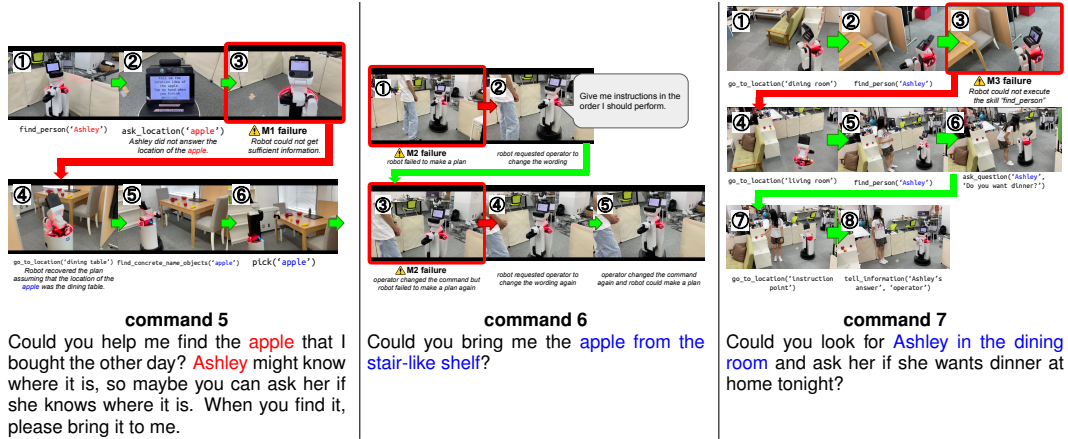 ①
②
③
find_person('Ashley')
ask_location('apple')
Ashley did not answer the
location of the apple.
M1 failure
Robot could not get
sufficient information.
④
⑤
⑥
go_to_location('dining table')
Robot recovered the plan
assuming that the location of the
apple was the dining table.
find_concrete_name_objects('apple')
pick('apple')
command 5
Could you help me find the apple that I
bought the other day? Ashley might know
where it is, so maybe you can ask her if
she knows where it is. When you find it,
please bring it to me.
①
②
Give me instructions in the
order I should perform.
M2 failure
robot failed to make a plan
robot requested operator to
change the wording
③
④
⑤
M2 failure
operator changed the command but
robot failed to make a plan again
robot requested operator to
change the wording again
operator changed the command
again and robot could make a plan
command 6
Could you bring me the apple from the
stair-like shelf?
①
②
③
go_to_location('dining room')
find_person('Ashley')
M3 failure
Robot could not execute
the skill "find_person"
④
⑤
⑥
go_to_location('living room')
find_person('Ashley')
ask_question('Ashley',
'Do you want dinner?')
⑦
⑧
go_to_location('instruction
point')
tell_information('Ashley's
answer', 'operator')
command 7
Could you look for Ashley in the dining
room and ask her if she wants dinner at
home tonight?